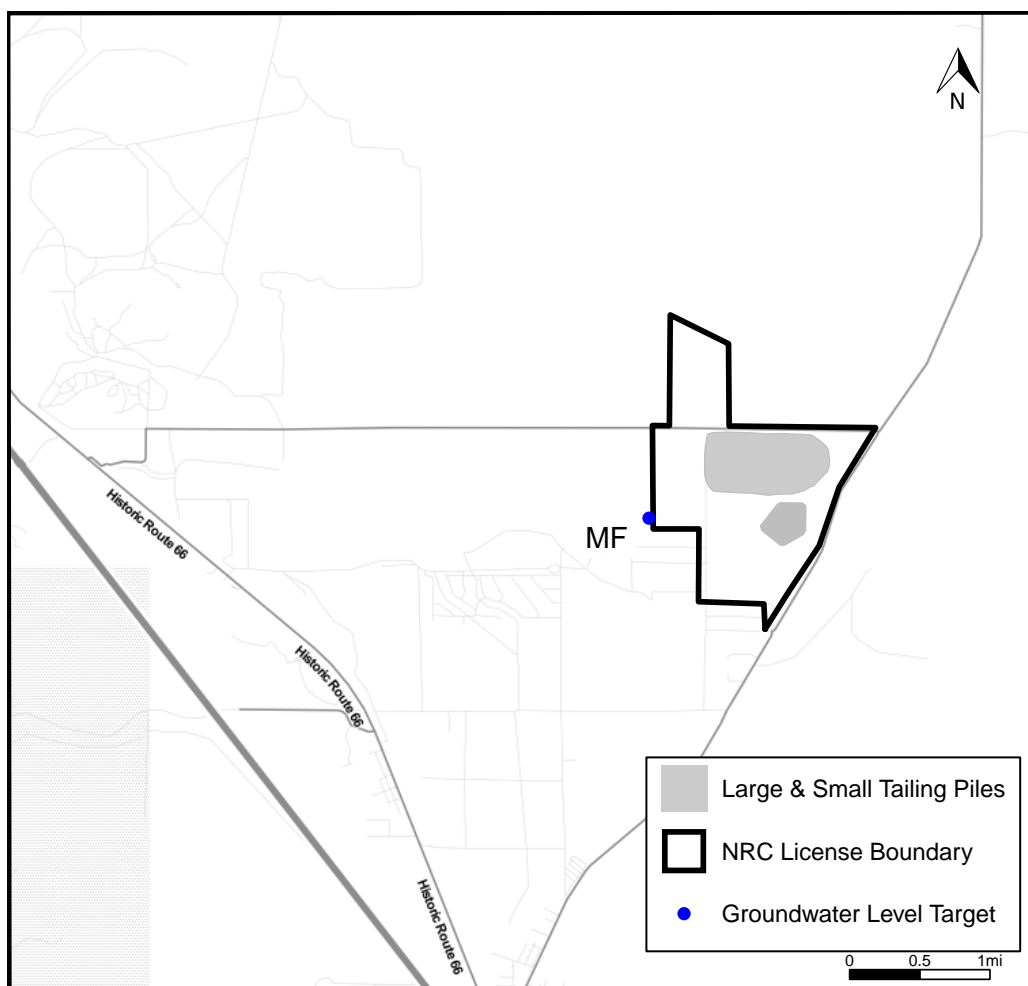 N
MF
Historic Route 66
Historic Route 66
Historic Route 66
Large & Small Tailing Piles
NRC License Boundary
Groundwater Level Target
0 0.5 1mi